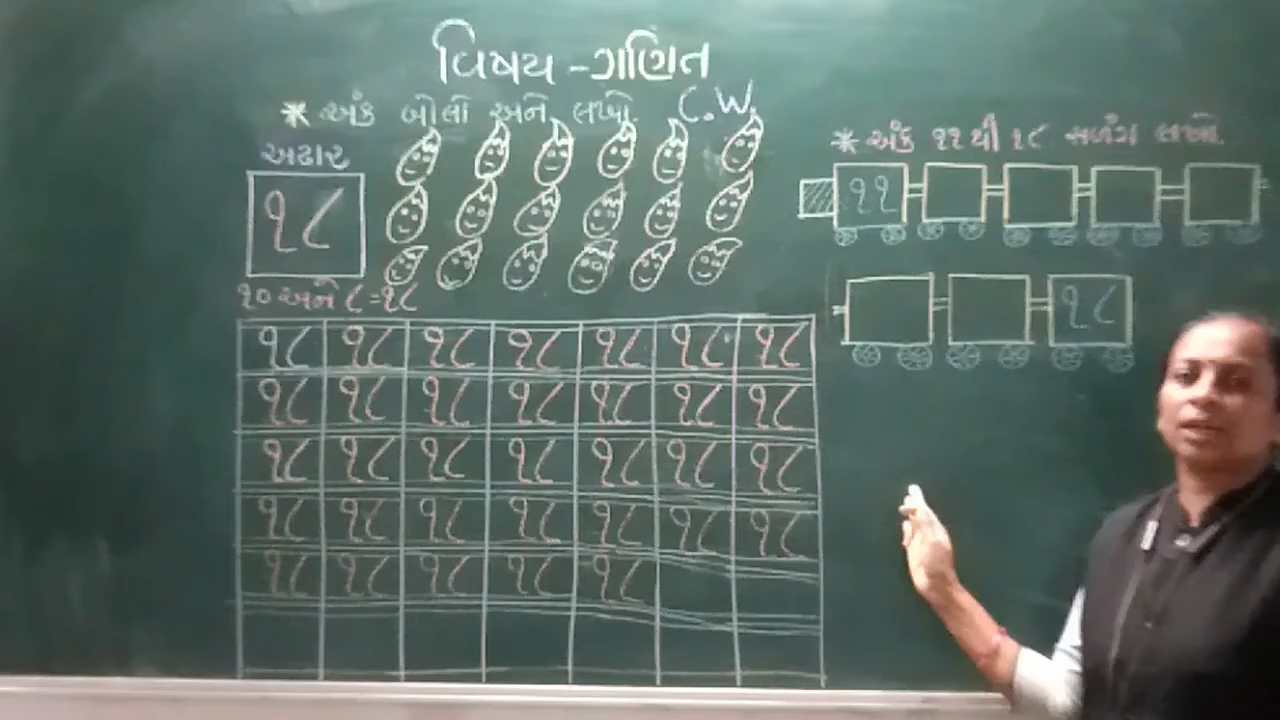 વિષય - ગણિત
* અંક બોલો અને લખો. C.W.
અઢાર
૧૮
૧૦ અને ૮ = ૧૮
૧૮ ૧૮ ૧૮ ૧૮ ૧૮ ૧૮ ૧૮
૧૮ ૧૮ ૧૮ ૧૮ ૧૮ ૧૮ ૧૮
૧૮ ૧૮ ૧૮ ૧૮ ૧૮ ૧૮ ૧૮
૧૮ ૧૮ ૧૮ ૧૮ ૧૮ ૧૮ ૧૮
૧૮ ૧૮ ૧૮ ૧૮ ૧૮
* અંક ૧૧ થી ૧૮ સળંગ લખો.
૧૧
૧૮